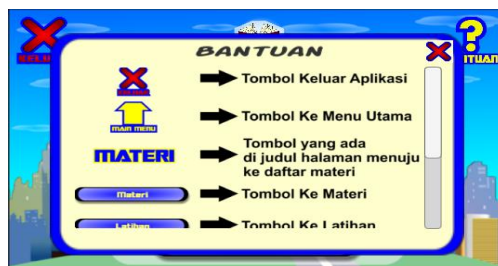 BANTUAN
KELUAR
Tombol Keluar Aplikasi
MAIN MENU
Tombol Ke Menu Utama
MATERI
Tombol yang ada
di judul halaman menuju
ke daftar materi
Materi
Tombol Ke Materi
Latihan
Tombol Ke Latihan